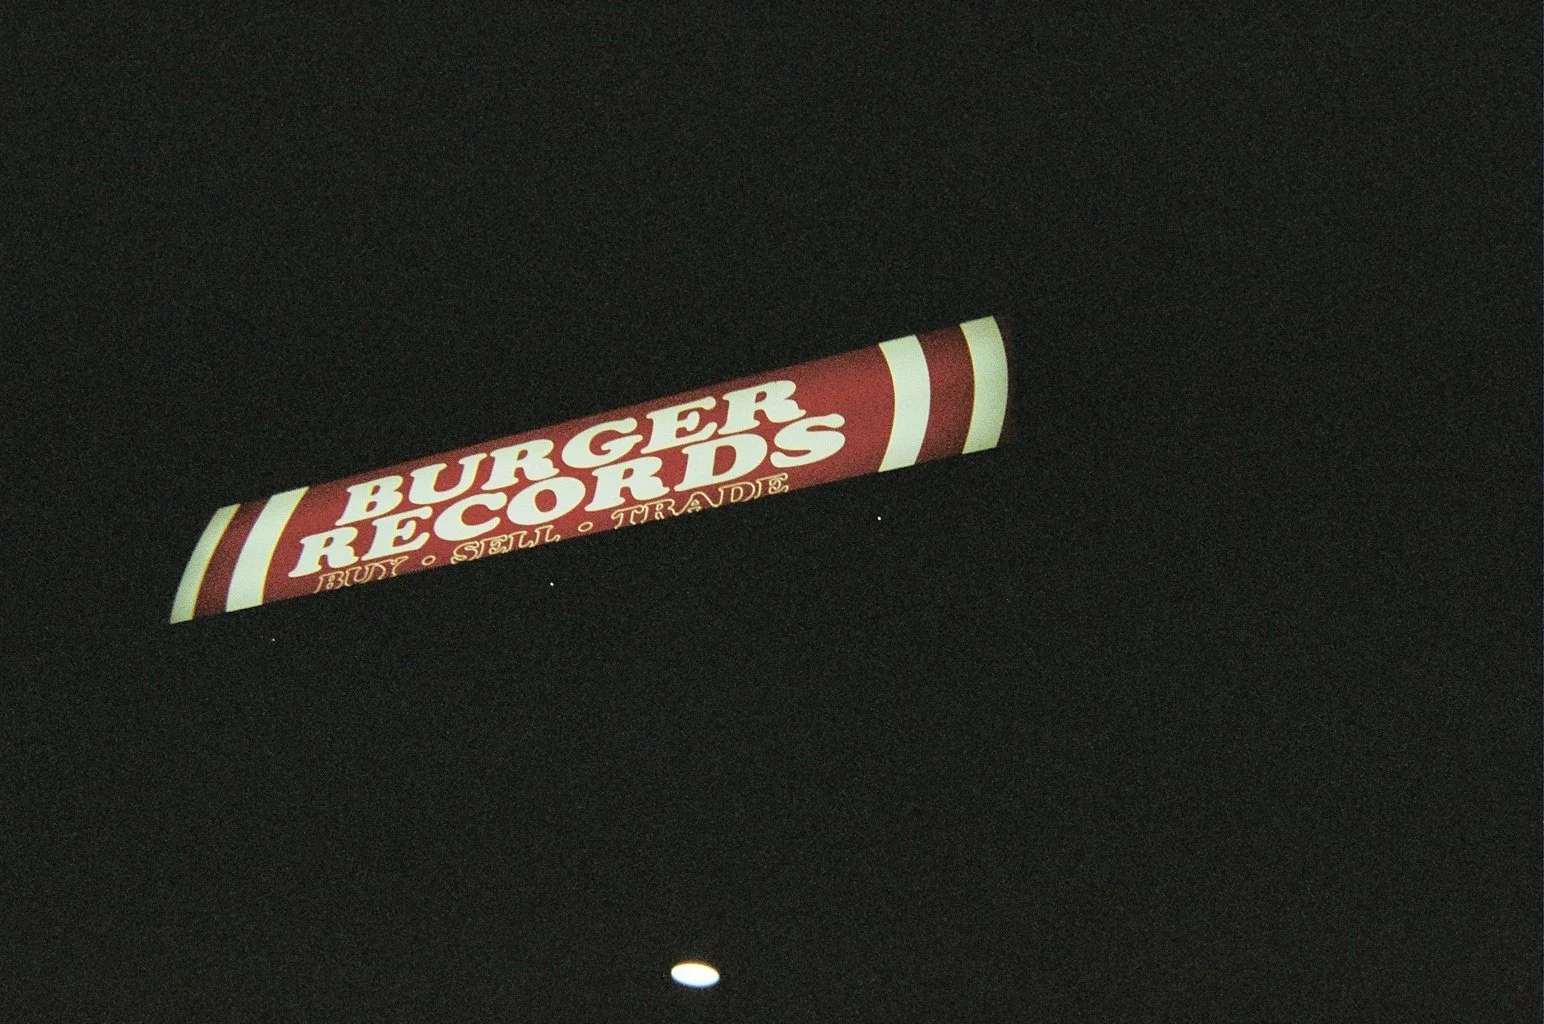 BURGER
RECORDS
BUY • SELL • TRADE